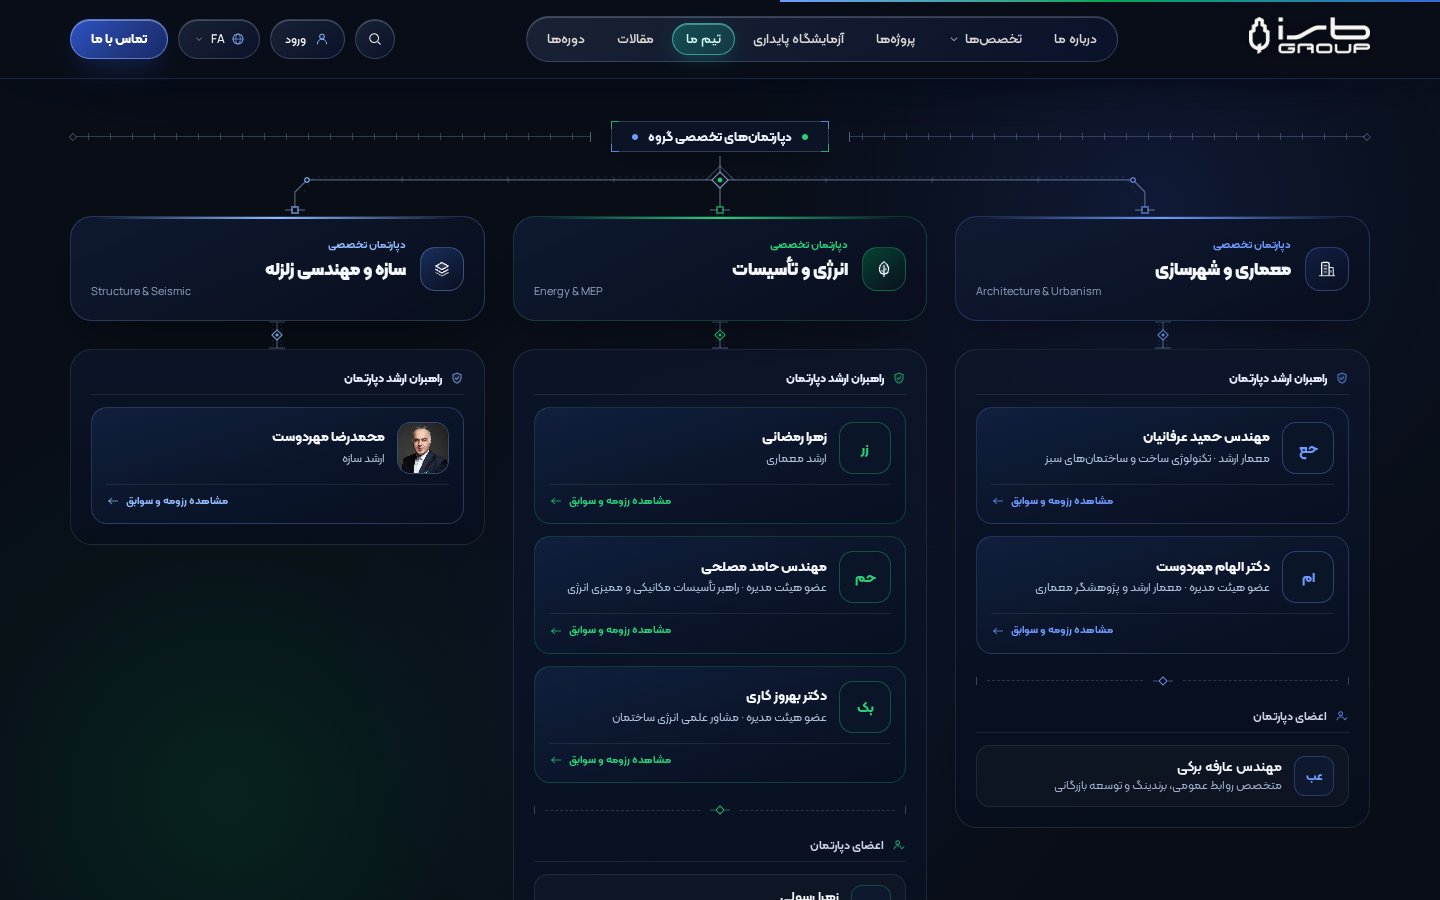 isb
GROUP
درباره ما
تخصص‌ها
پروژه‌ها
آزمایشگاه پایداری
تیم ما
مقالات
دوره‌ها
ورود
FA
تماس با ما
دپارتمان‌های تخصصی گروه
دپارتمان تخصصی
معماری و شهرسازی
Architecture & Urbanism
راهبران ارشد دپارتمان
حع
مهندس حمید عرفانیان
معمار ارشد · تکنولوژی ساخت و ساختمان‌های سبز
مشاهده رزومه و سوابق
ام
دکتر الهام مهردوست
عضو هیئت مدیره · معمار ارشد و پژوهشگر معماری
مشاهده رزومه و سوابق
اعضای دپارتمان
عب
مهندس عارفه برکی
متخصص روابط عمومی، برندینگ و توسعه بازرگانی
دپارتمان تخصصی
انرژی و تأسیسات
Energy & MEP
راهبران ارشد دپارتمان
زر
زهرا رمضانی
ارشد معماری
مشاهده رزومه و سوابق
حم
مهندس حامد مصلحی
عضو هیئت مدیره · راهبر تأسیسات مکانیکی و ممیزی انرژی
مشاهده رزومه و سوابق
بک
دکتر بهروز کاری
عضو هیئت مدیره · مشاور علمی انرژی ساختمان
مشاهده رزومه و سوابق
اعضای دپارتمان
زهرا رسولی
دپارتمان تخصصی
سازه و مهندسی زلزله
Structure & Seismic
راهبران ارشد دپارتمان
محمدرضا مهردوست
ارشد سازه
مشاهده رزومه و سوابق